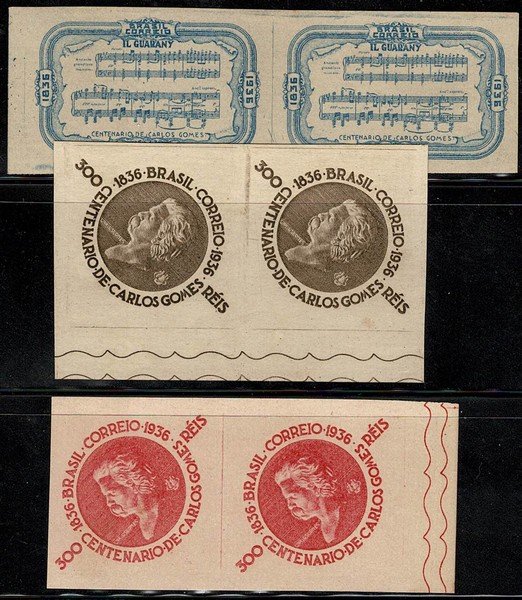 BRASIL
CORREIO
IL GUARANY
1836
1936
CENTENARIO DE CARLOS GOMES
BRASIL
CORREIO
IL GUARANY
1836
1936
CENTENARIO DE CARLOS GOMES
300 RÉIS
·1836·BRASIL·CORREIO·1936·
CENTENARIO·DE·CARLOS GOMES
300 RÉIS
·1836·BRASIL·CORREIO·1936·
CENTENARIO·DE·CARLOS GOMES
300 RÉIS
·1836·BRASIL·CORREIO·1936·
CENTENARIO·DE·CARLOS GOMES
300 RÉIS
·1836·BRASIL·CORREIO·1936·
CENTENARIO·DE·CARLOS GOMES